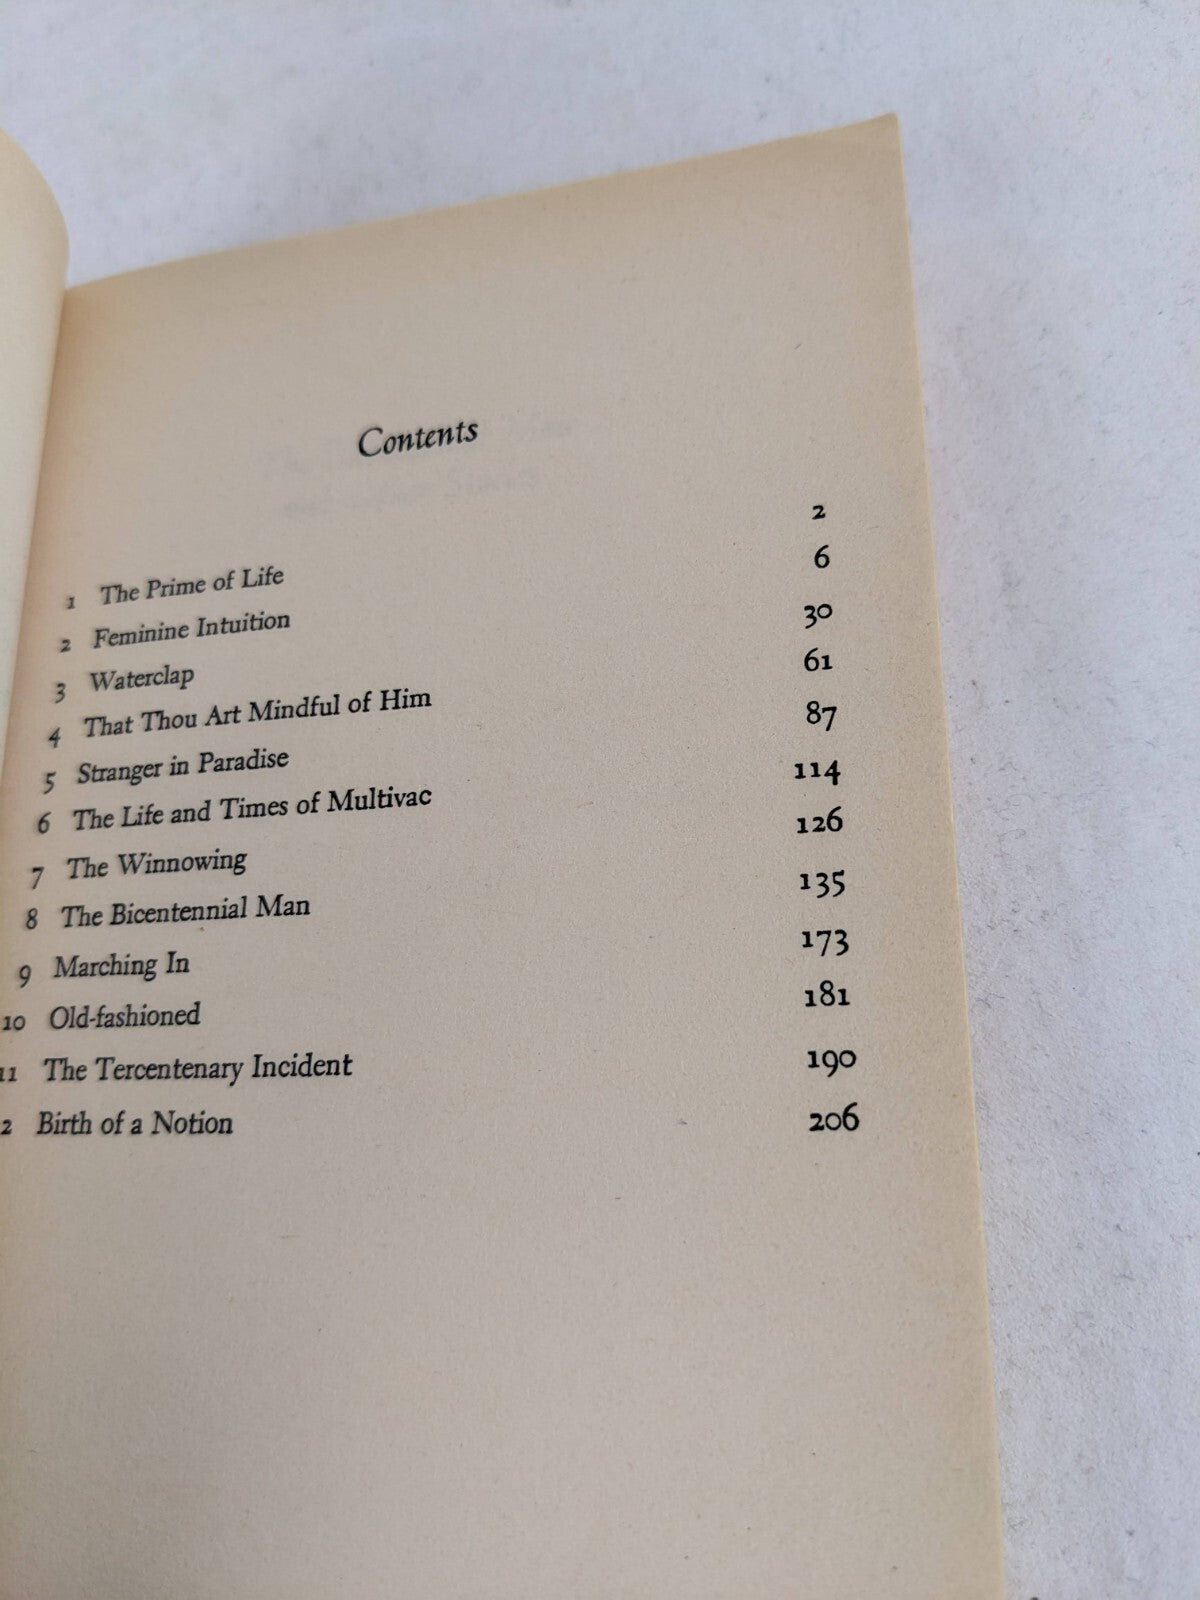 Contents
1 The Prime of Life 2
2 Feminine Intuition 6
3 Waterclap 30
4 That Thou Art Mindful of Him 61
5 Stranger in Paradise 87
6 The Life and Times of Multivac 114
7 The Winnowing 126
8 The Bicentennial Man 135
9 Marching In 173
10 Old-fashioned 181
11 The Tercentenary Incident 190
2 Birth of a Notion 206